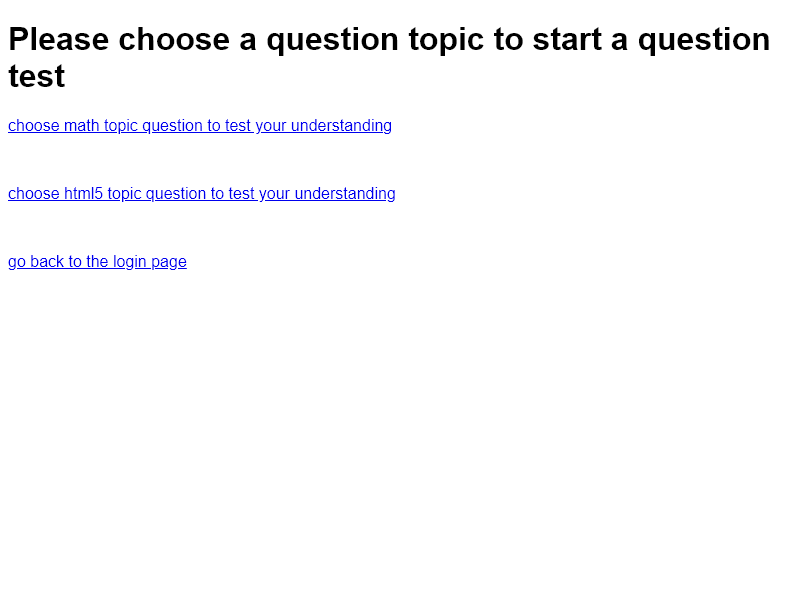 Please choose a question topic to start a question
test
choose math topic question to test your understanding
choose html5 topic question to test your understanding
go back to the login page